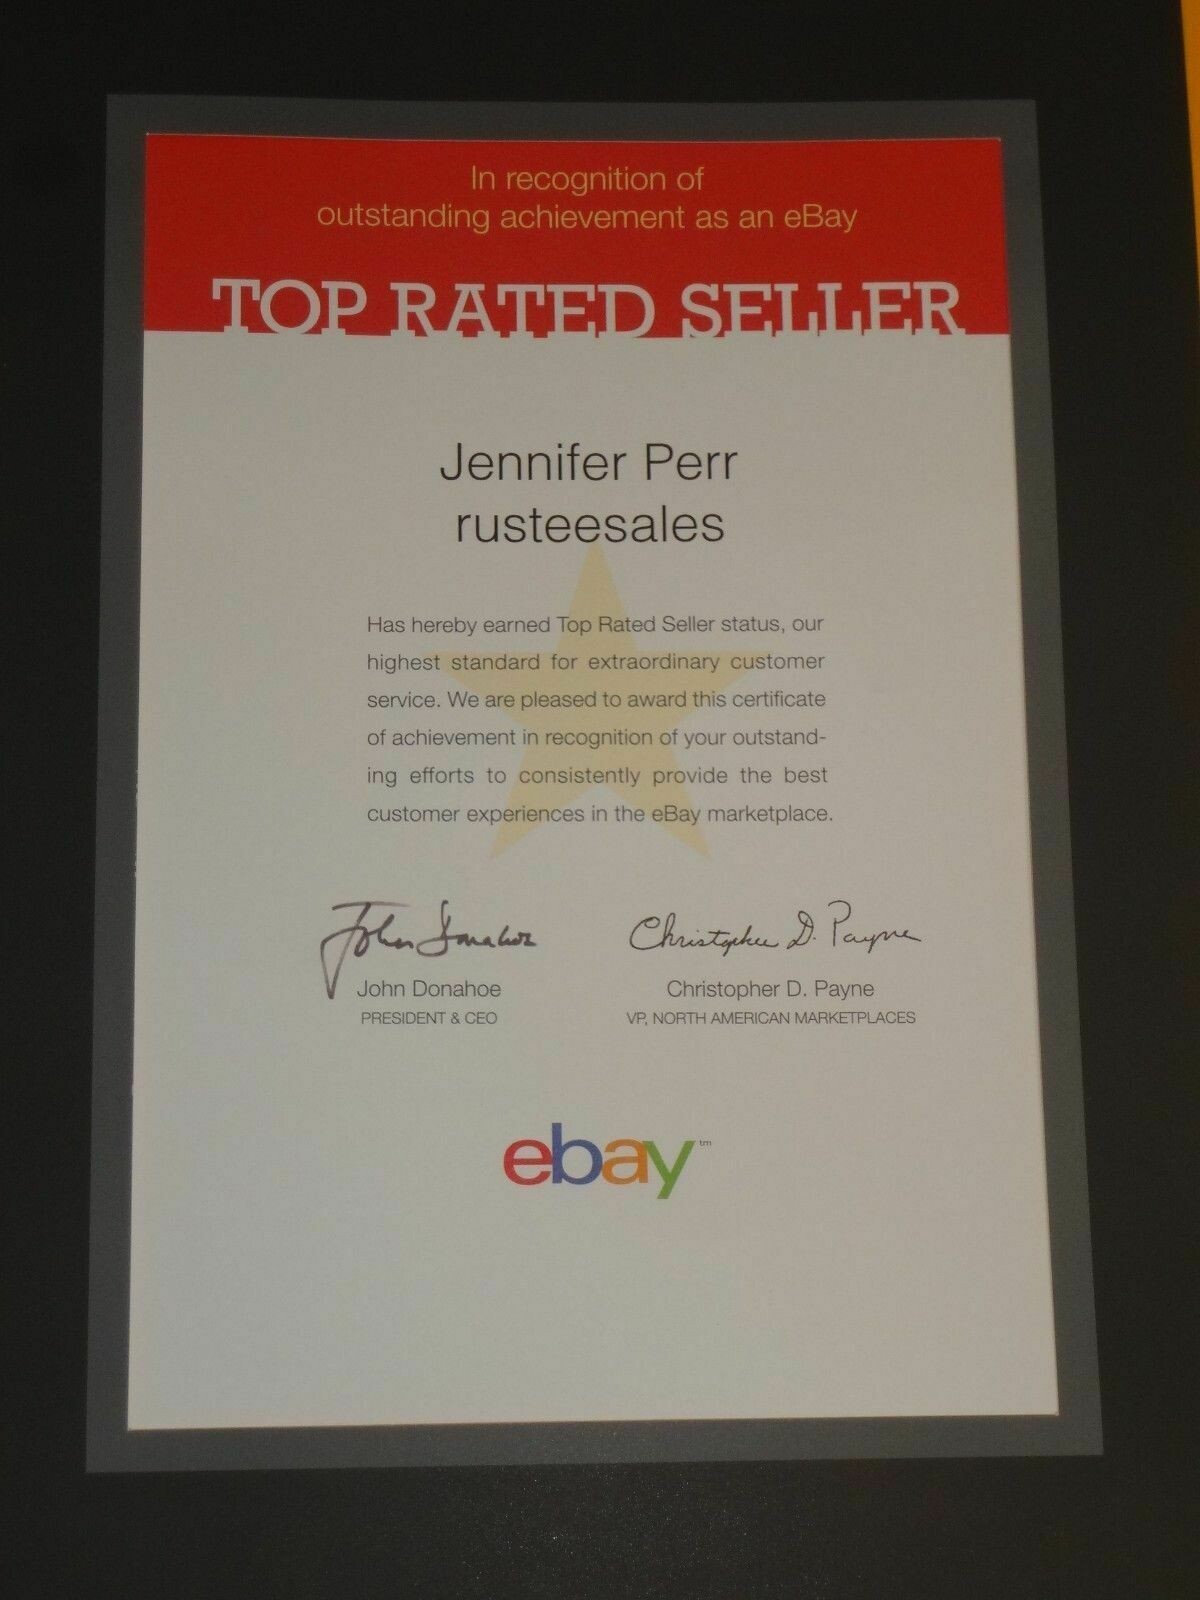 In recognition of
outstanding achievement as an eBay
TOP RATED SELLER
Jennifer Perr
rusteesales
Has hereby earned Top Rated Seller status, our
highest standard for extraordinary customer
service. We are pleased to award this certificate
of achievement in recognition of your outstand-
ing efforts to consistently provide the best
customer experiences in the eBay marketplace.
John Donahoe Christopher D. Payne
John Donahoe Christopher D. Payne
PRESIDENT & CEO VP, NORTH AMERICAN MARKETPLACES
ebay™